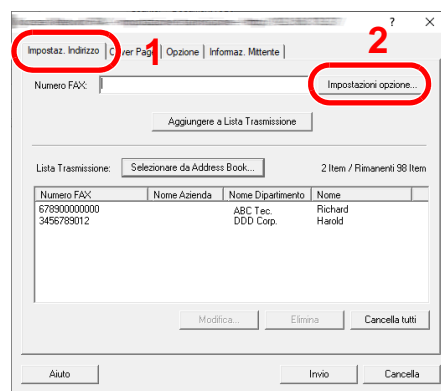 ? X
1 2
Impostaz. Indirizzo Cover Page Opzione Informaz. Mittente
Numero FAX: Impostazioni opzione...
Aggiungere a Lista Trasmissione
Lista Trasmissione: Selezionare da Address Book... 2 Item / Rimanenti 98 Item
Numero FAX Nome Azienda Nome Dipartimento Nome
678900000000 ABC Tec. Richard
3456789012 DDD Corp. Harold
Modifica... Elimina Cancella tutti
Aiuto Invio Cancella